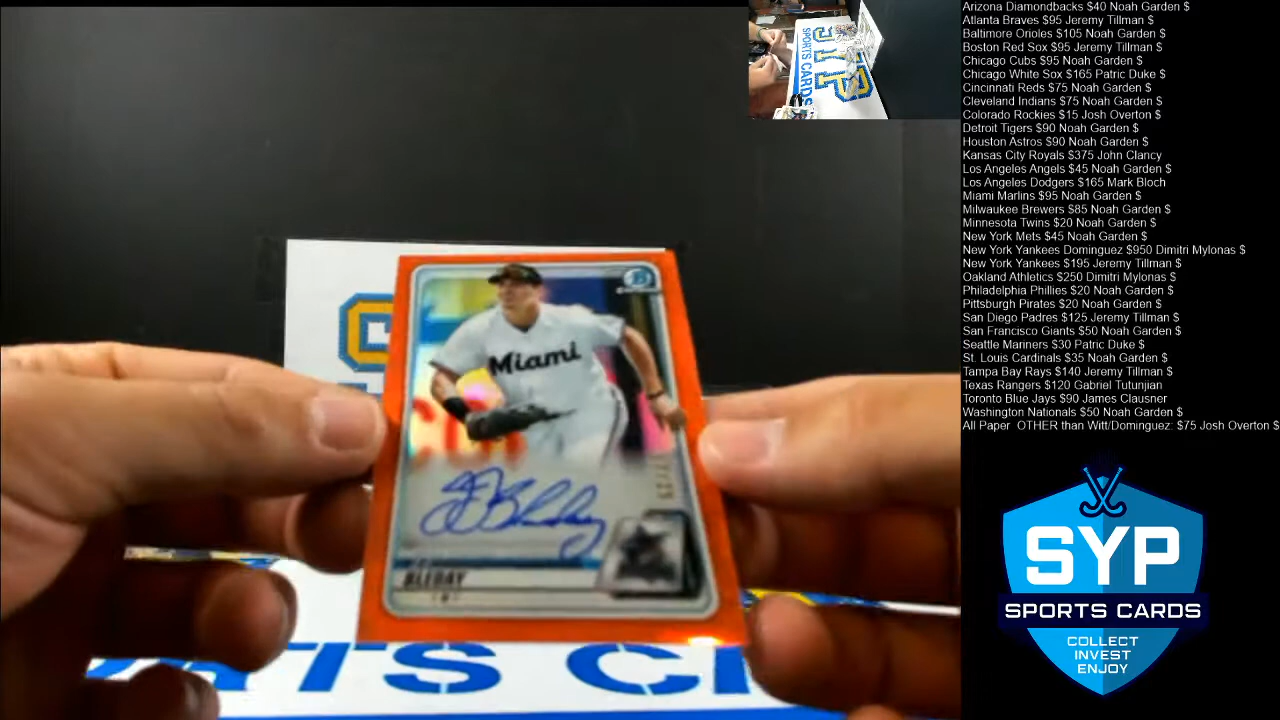 Arizona Diamondbacks $40 Noah Garden $
Atlanta Braves $95 Jeremy Tillman $
Baltimore Orioles $105 Noah Garden $
Boston Red Sox $95 Jeremy Tillman $
Chicago Cubs $95 Noah Garden $
Chicago White Sox $165 Patric Duke $
Cincinnati Reds $75 Noah Garden $
Cleveland Indians $75 Noah Garden $
Colorado Rockies $15 Josh Overton $
Detroit Tigers $90 Noah Garden $
Houston Astros $90 Noah Garden $
Kansas City Royals $375 John Clancy
Los Angeles Angels $45 Noah Garden $
Los Angeles Dodgers $165 Mark Bloch
Miami Marlins $95 Noah Garden $
Milwaukee Brewers $85 Noah Garden $
Minnesota Twins $20 Noah Garden $
New York Mets $45 Noah Garden $
New York Yankees Dominguez $950 Dimitri Mylonas $
New York Yankees $195 Jeremy Tillman $
Oakland Athletics $250 Dimitri Mylonas $
Philadelphia Phillies $20 Noah Garden $
Pittsburgh Pirates $20 Noah Garden $
San Diego Padres $125 Jeremy Tillman $
San Francisco Giants $50 Noah Garden $
Seattle Mariners $30 Patric Duke $
St. Louis Cardinals $35 Noah Garden $
Tampa Bay Rays $140 Jeremy Tillman $
Texas Rangers $120 Gabriel Tutunjian
Toronto Blue Jays $90 James Clausner
Washington Nationals $50 Noah Garden $
All Paper OTHER than Witt/Dominguez: $75 Josh Overton $
SYP
SPORTS CARDS
COLLECT
INVEST
ENJOY
SYP
SPORTS CARDS
Miami
JJ Bleday
BLEDAY